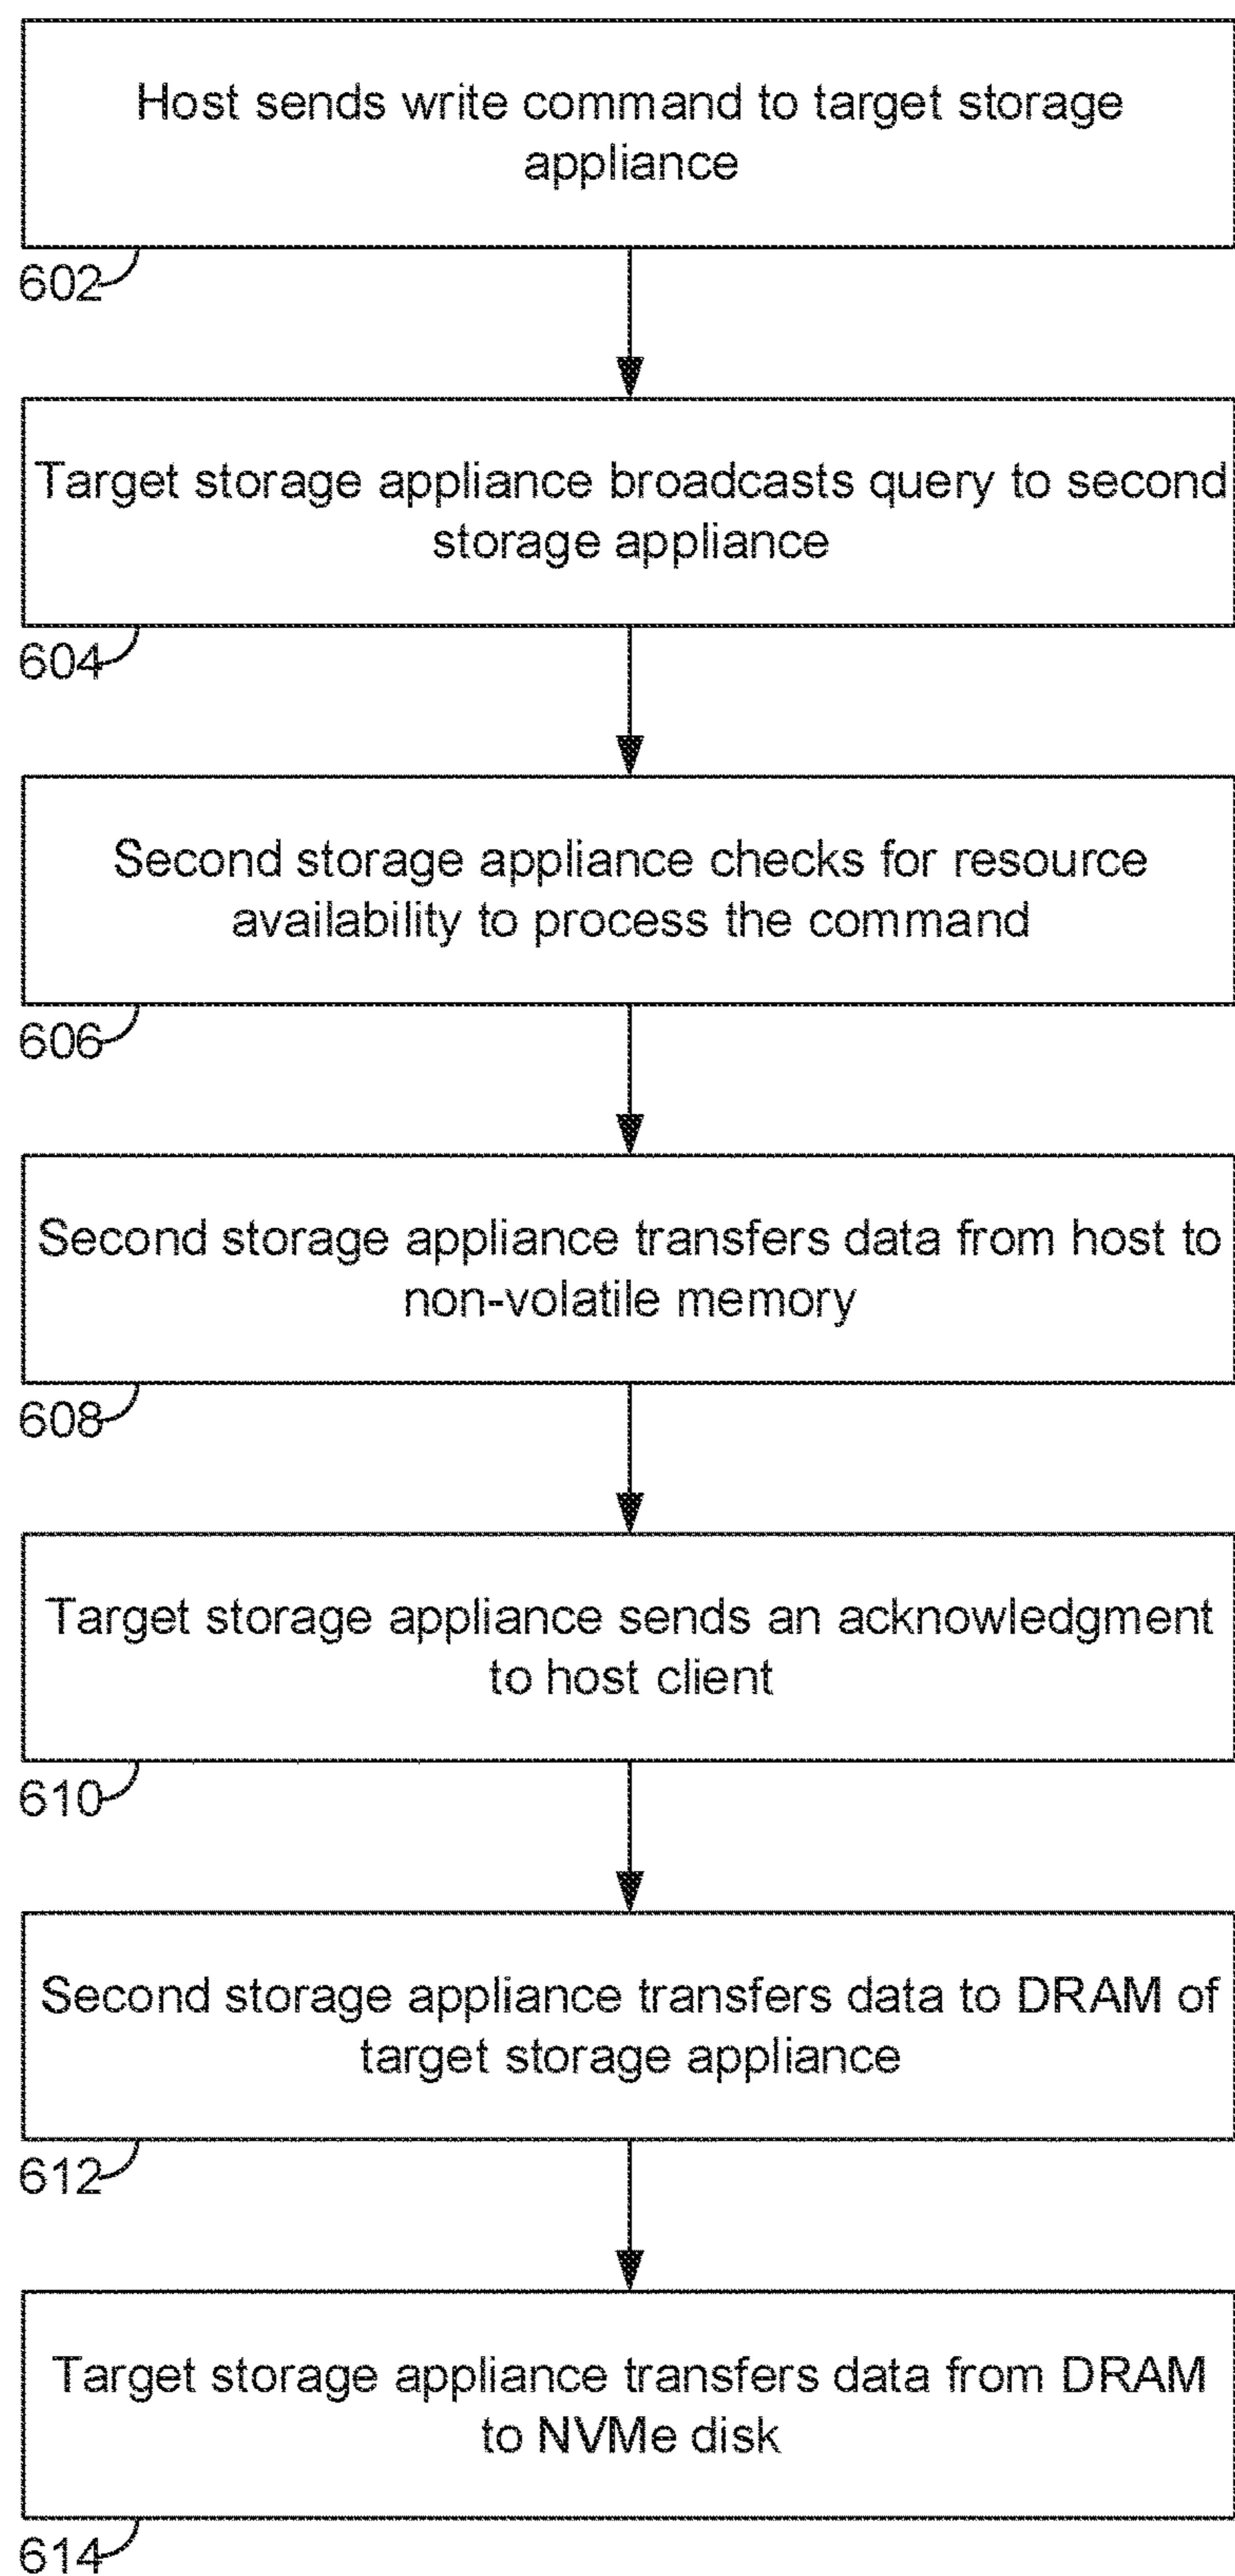 Host sends write command to target storage
appliance
602
Target storage appliance broadcasts query to second
storage appliance
604
Second storage appliance checks for resource
availability to process the command
606
Second storage appliance transfers data from host to
non-volatile memory
608
Target storage appliance sends an acknowledgment
to host client
610
Second storage appliance transfers data to DRAM of
target storage appliance
612
Target storage appliance transfers data from DRAM
to NVMe disk
614